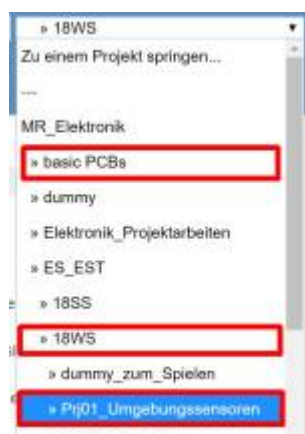 » 18WS
Zu einem Projekt springen...
---
MR_Elektronik
» basic PCBs
» dummy
» Elektronik_Projektarbeiten
» ES_EST
» 18SS
» 18WS
» dummy_zum_Spielen
» Prj01_Umgebungssensoren